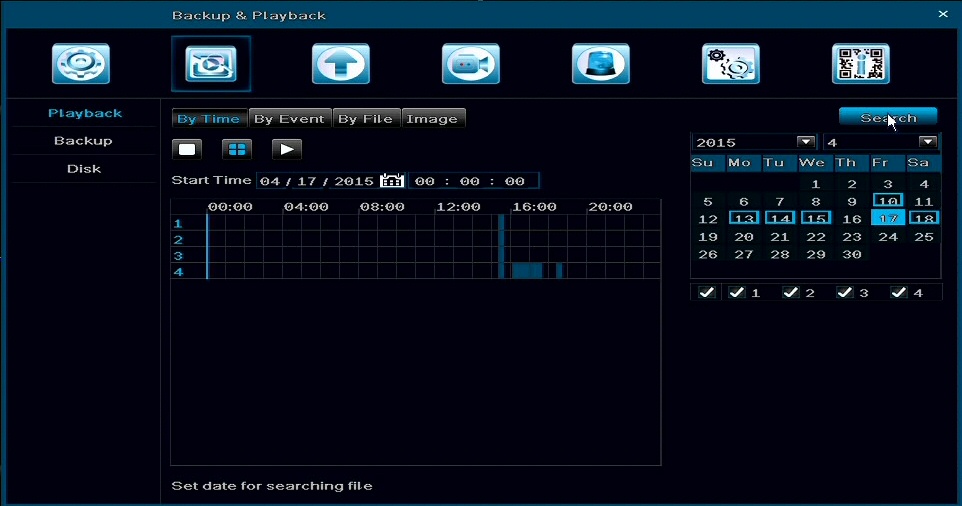 Backup & Playback
Playback
Backup
Disk
By Time By Event By File Image
Search
2015 4
Su Mo Tu We Th Fr Sa
1 2 3 4
5 6 7 8 9 10 11
12 13 14 15 16 17 18
19 20 21 22 23 24 25
26 27 28 29 30
1 2 3 4
Start Time 04 / 17 / 2015 00 : 00 : 00
00:00 04:00 08:00 12:00 16:00 20:00
1
2
3
4
Set date for searching file